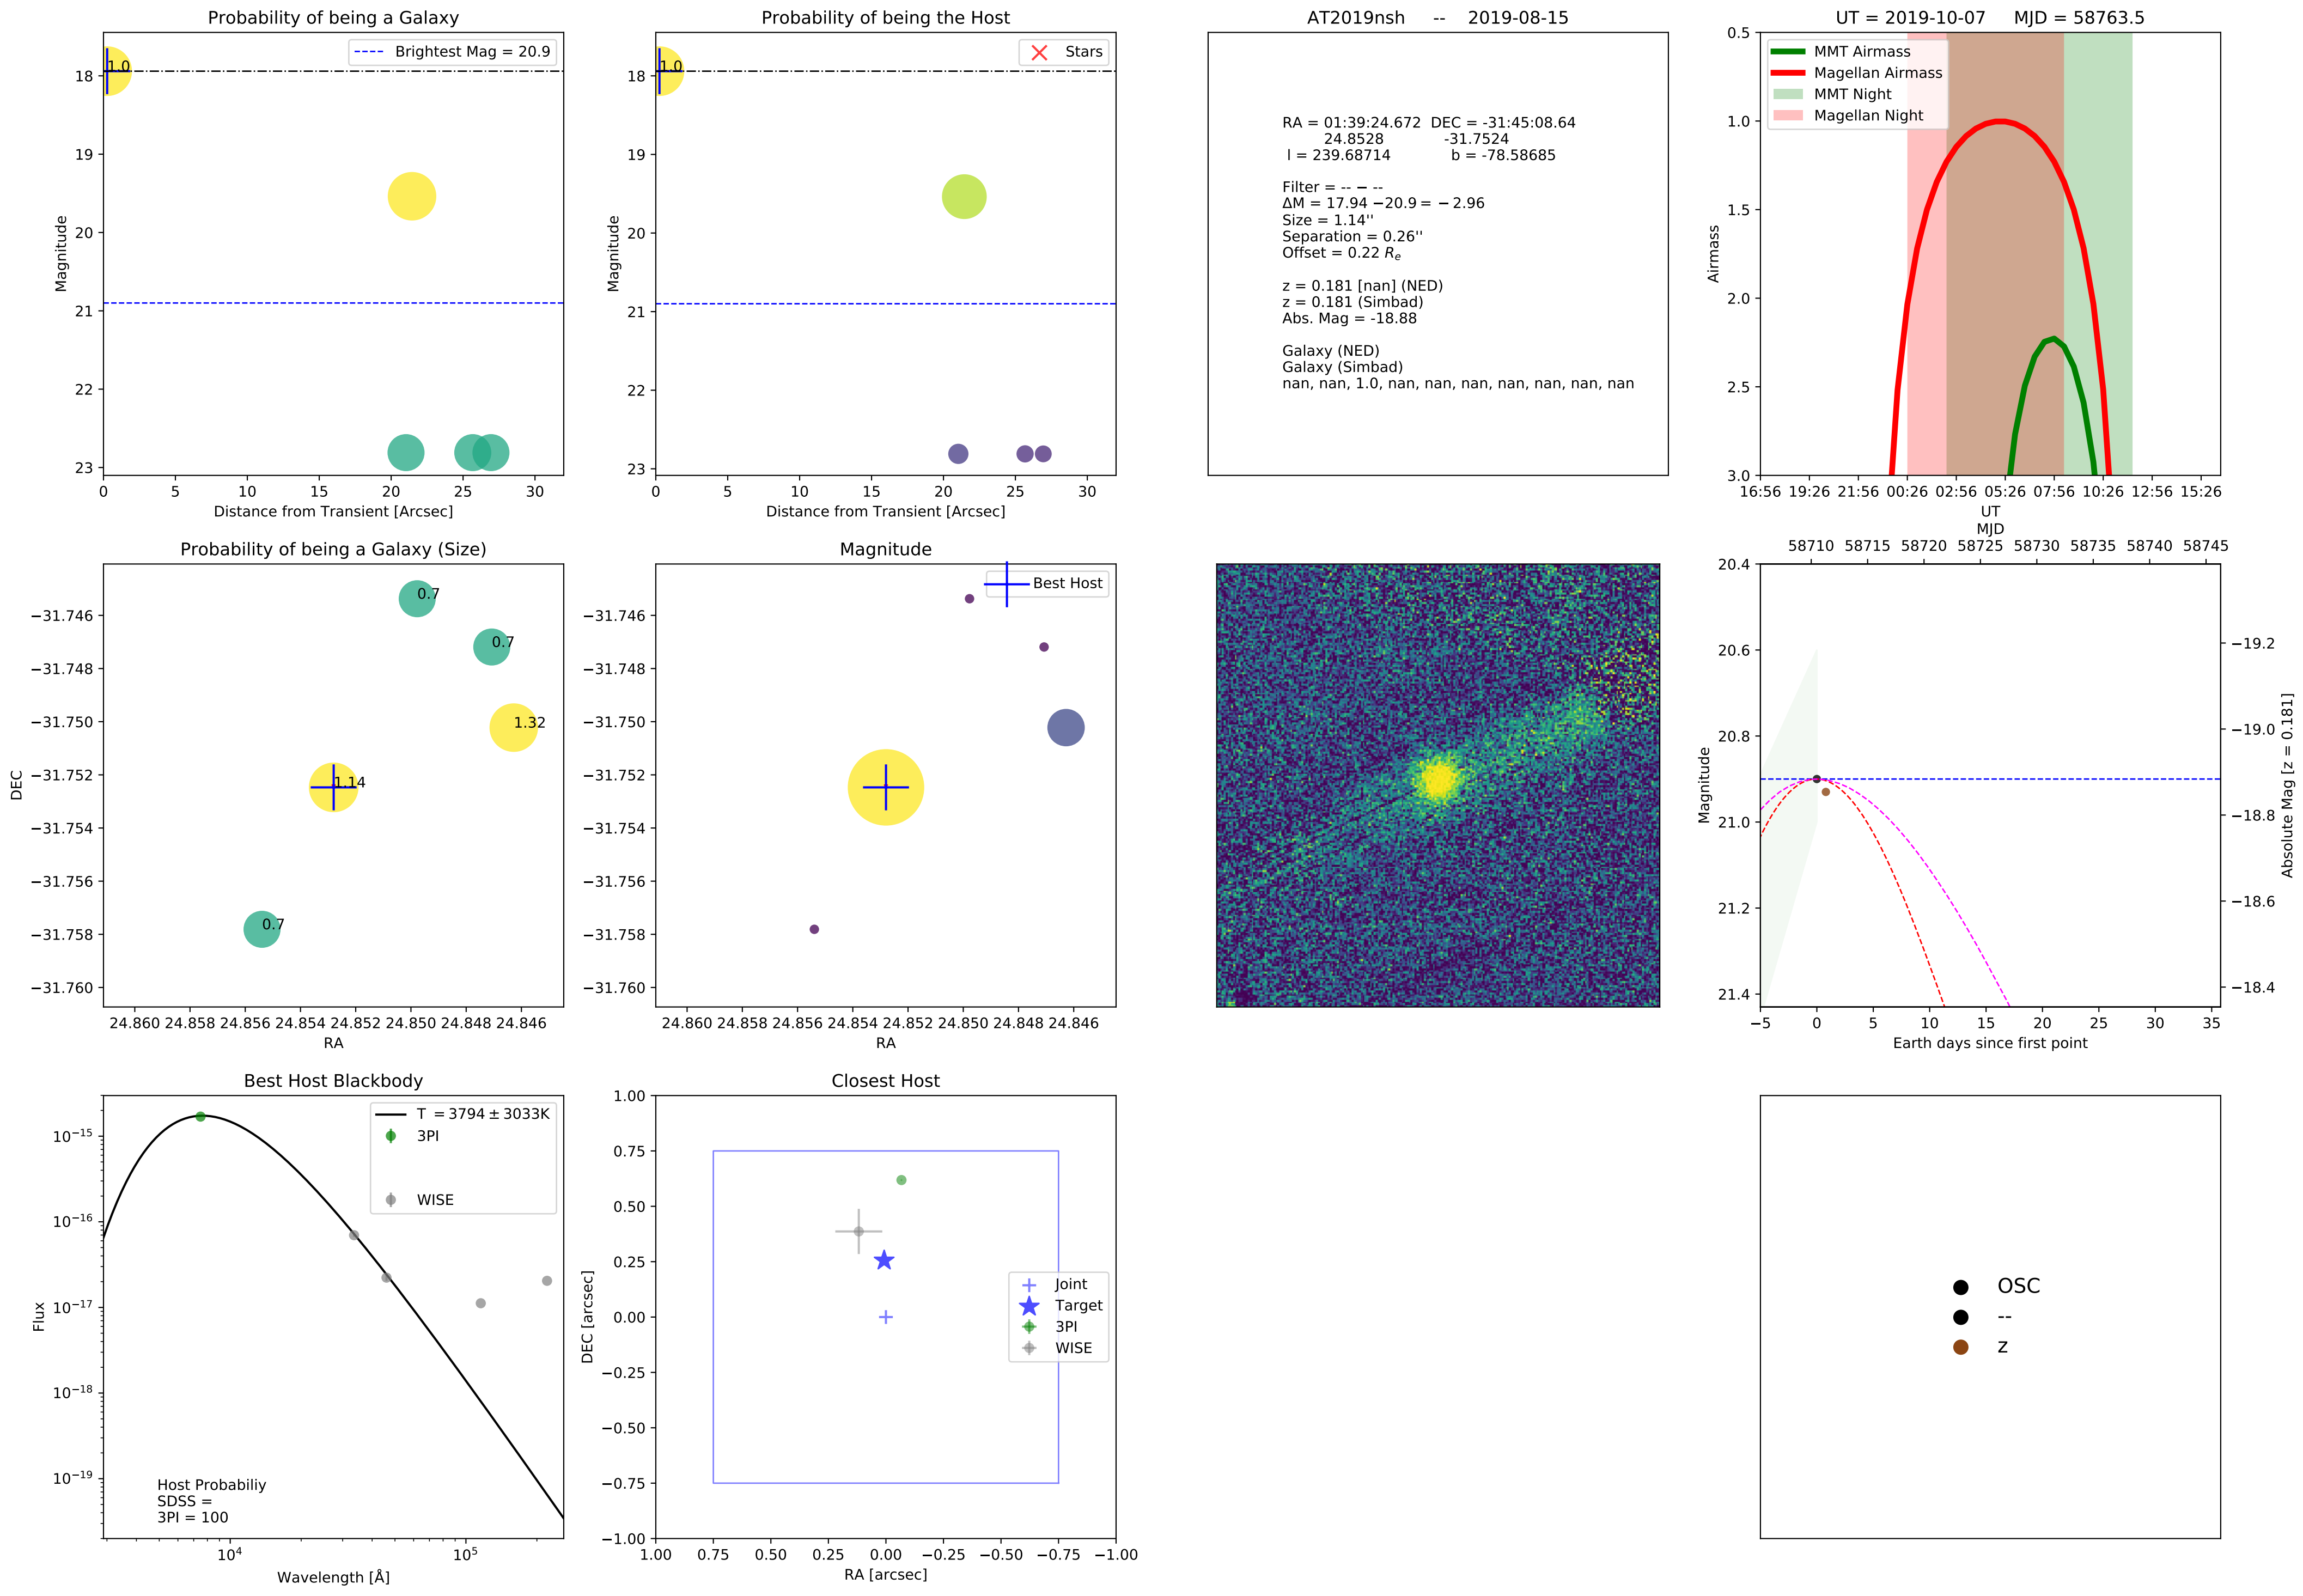 Probability of being a Galaxy
Brightest Mag = 20.9
1.0
18
19
20
21
22
23
Magnitude
0 5 10 15 20 25 30
Distance from Transient [Arcsec]
Probability of being the Host
Stars
1.0
18
19
20
21
22
23
Magnitude
0 5 10 15 20 25 30
Distance from Transient [Arcsec]
AT2019nsh -- 2019-08-15
RA = 01:39:24.672 DEC = -31:45:08.64
24.8528 -31.7524
l = 239.68714 b = -78.58685
Filter = -- − --
ΔM = 17.94 −20.9 = −2.96
Size = 1.14''
Separation = 0.26''
Offset = 0.22 Re
z = 0.181 [nan] (NED)
z = 0.181 (Simbad)
Abs. Mag = -18.88
Galaxy (NED)
Galaxy (Simbad)
nan, nan, 1.0, nan, nan, nan, nan, nan, nan, nan
UT = 2019-10-07 MJD = 58763.5
MMT Airmass
Magellan Airmass
MMT Night
Magellan Night
0.5
1.0
1.5
2.0
2.5
3.0
Airmass
16:56 19:26 21:56 00:26 02:56 05:26 07:56 10:26 12:56 15:26
UT
Probability of being a Galaxy (Size)
0.7
0.7
1.32
1.14
0.7
−31.746
−31.748
−31.750
−31.752
−31.754
−31.756
−31.758
−31.760
DEC
24.860 24.858 24.856 24.854 24.852 24.850 24.848 24.846
RA
Magnitude
Best Host
−31.746
−31.748
−31.750
−31.752
−31.754
−31.756
−31.758
−31.760
24.860 24.858 24.856 24.854 24.852 24.850 24.848 24.846
RA
MJD
58710 58715 58720 58725 58730 58735 58740 58745
20.4
20.6
20.8
21.0
21.2
21.4
Magnitude
−19.2
−19.0
−18.8
−18.6
−18.4
Absolute Mag [z = 0.181]
−5 0 5 10 15 20 25 30 35
Earth days since first point
Best Host Blackbody
T = 3794 ± 3033K
3PI
WISE
10−15
10−16
10−17
10−18
10−19
Flux
Host Probabiliy
SDSS =
3PI = 100
10⁴ 10⁵
Wavelength [Å]
Closest Host
1.00
0.75
0.50
0.25
0.00
−0.25
−0.50
−0.75
−1.00
DEC [arcsec]
Joint
Target
3PI
WISE
1.00 0.75 0.50 0.25 0.00 −0.25 −0.50 −0.75 −1.00
RA [arcsec]
OSC
--
z